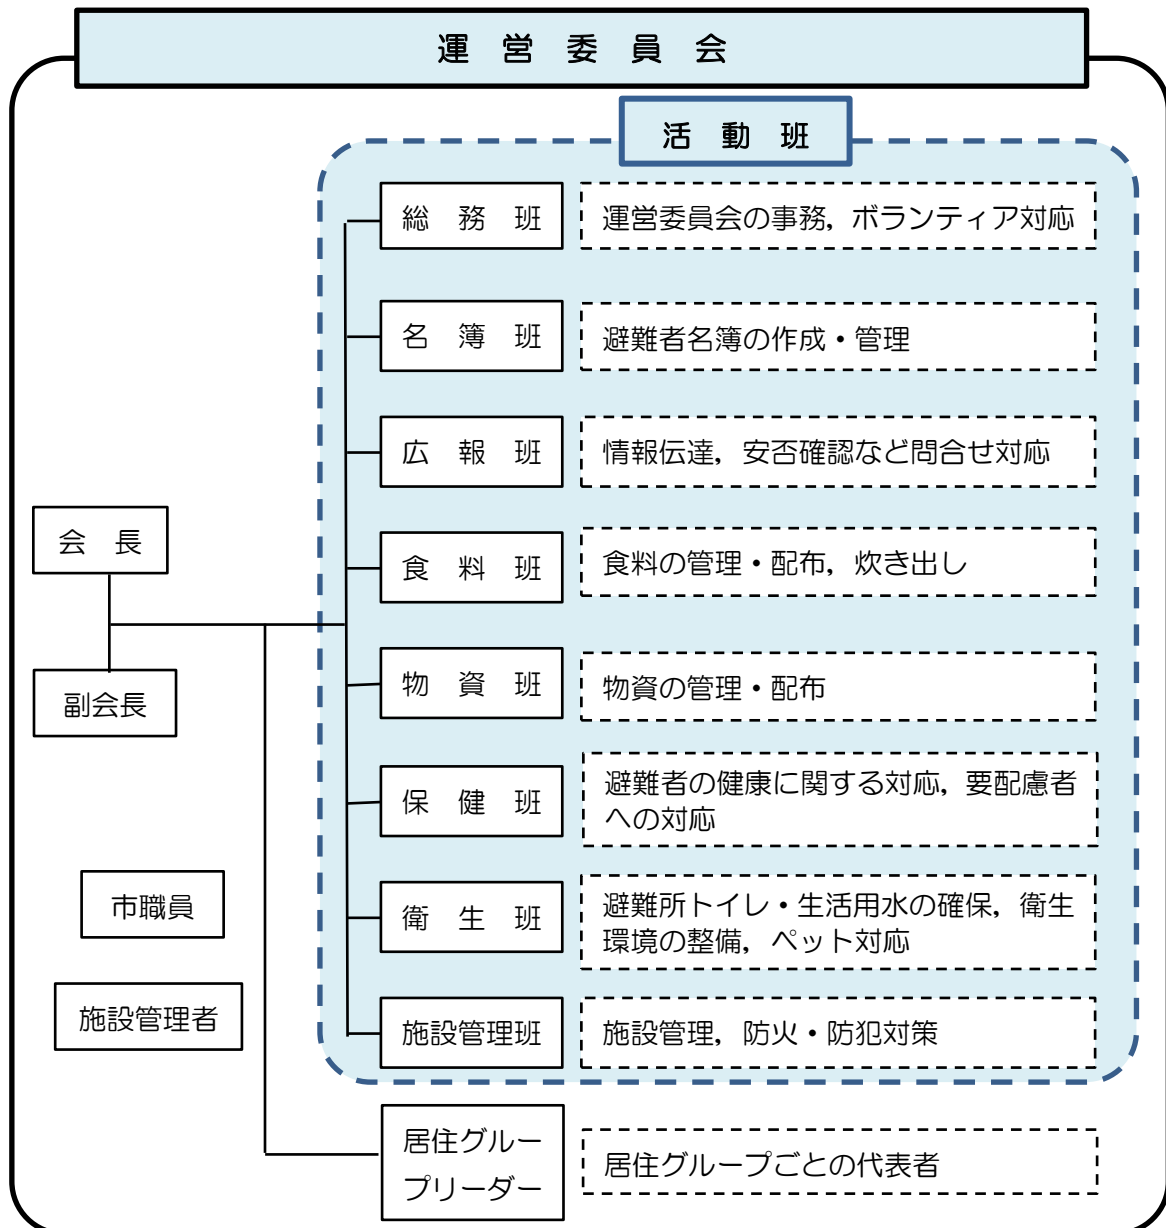 運　営　委　員　会
活　動　班
総　務　班
運営委員会の事務，ボランティア対応
名　簿　班
避難者名簿の作成・管理
広　報　班
情報伝達，安否確認など問合せ対応
会　長
食　料　班
食料の管理・配布，炊き出し
副会長
物　資　班
物資の管理・配布
保　健　班
避難者の健康に関する対応，要配慮者
への対応
市職員
衛　生　班
避難所トイレ・生活用水の確保，衛生
環境の整備，ペット対応
施設管理者
施設管理班
施設管理，防火・防犯対策
居住グルー
プリーダー
居住グループごとの代表者